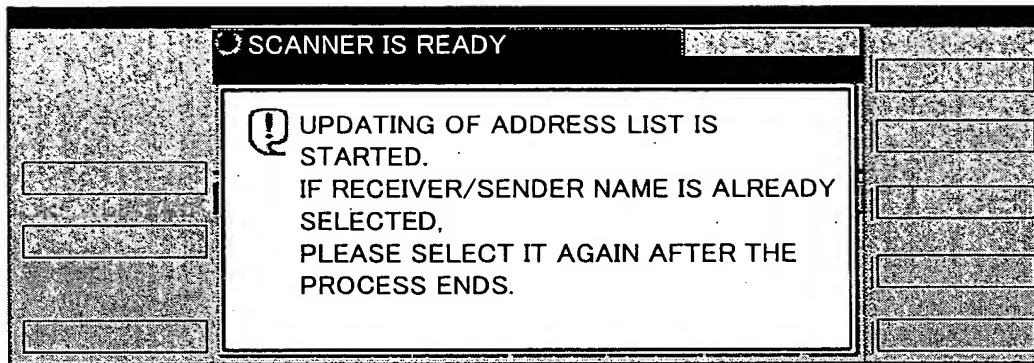 SCANNER IS READY
UPDATING OF ADDRESS LIST IS
STARTED.
IF RECEIVER/SENDER NAME IS ALREADY
SELECTED,
PLEASE SELECT IT AGAIN AFTER THE
PROCESS ENDS.